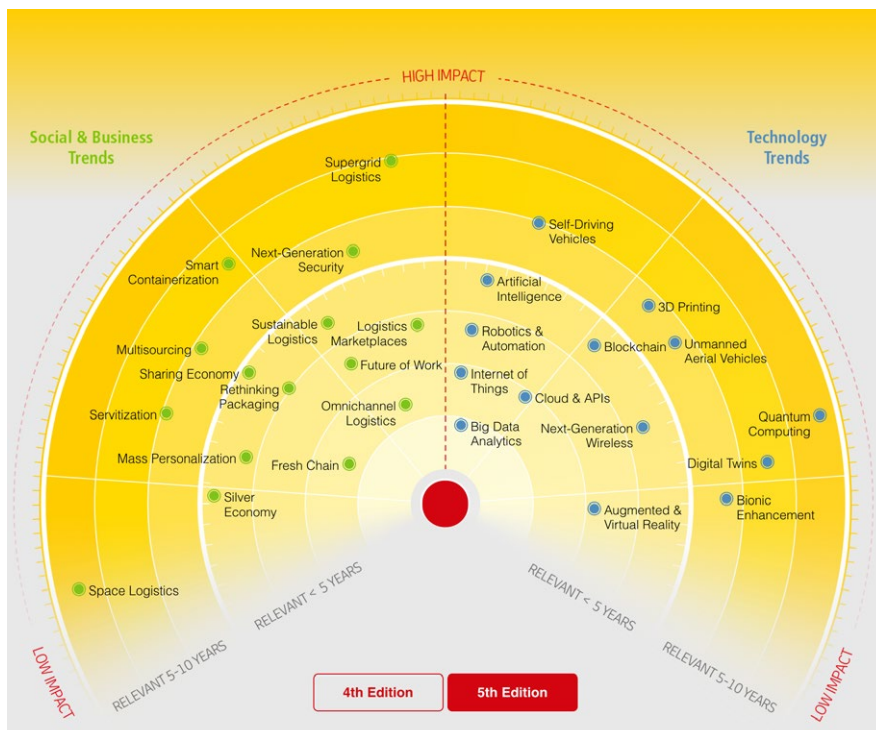 HIGH IMPACT
Social & Business
Trends
Technology
Trends
Supergrid
Logistics
Self-Driving
Vehicles
Next-Generation
Security
Smart
Containerization
Artificial
Intelligence
3D Printing
Sustainable
Logistics
Logistics
Marketplaces
Robotics &
Automation
Blockchain
Unmanned
Aerial Vehicles
Multisourcing
Future of Work
Sharing Economy
Internet of
Things
Rethinking
Packaging
Cloud & APIs
Omnichannel
Logistics
Servitization
Big Data
Analytics
Next-Generation
Wireless
Quantum
Computing
Mass Personalization
Fresh Chain
Digital Twins
Silver
Economy
Bionic
Enhancement
Augmented &
Virtual Reality
Space Logistics
RELEVANT < 5 YEARS
RELEVANT < 5 YEARS
RELEVANT 5-10 YEARS
RELEVANT 5-10 YEARS
LOW IMPACT
LOW IMPACT
4th Edition
5th Edition